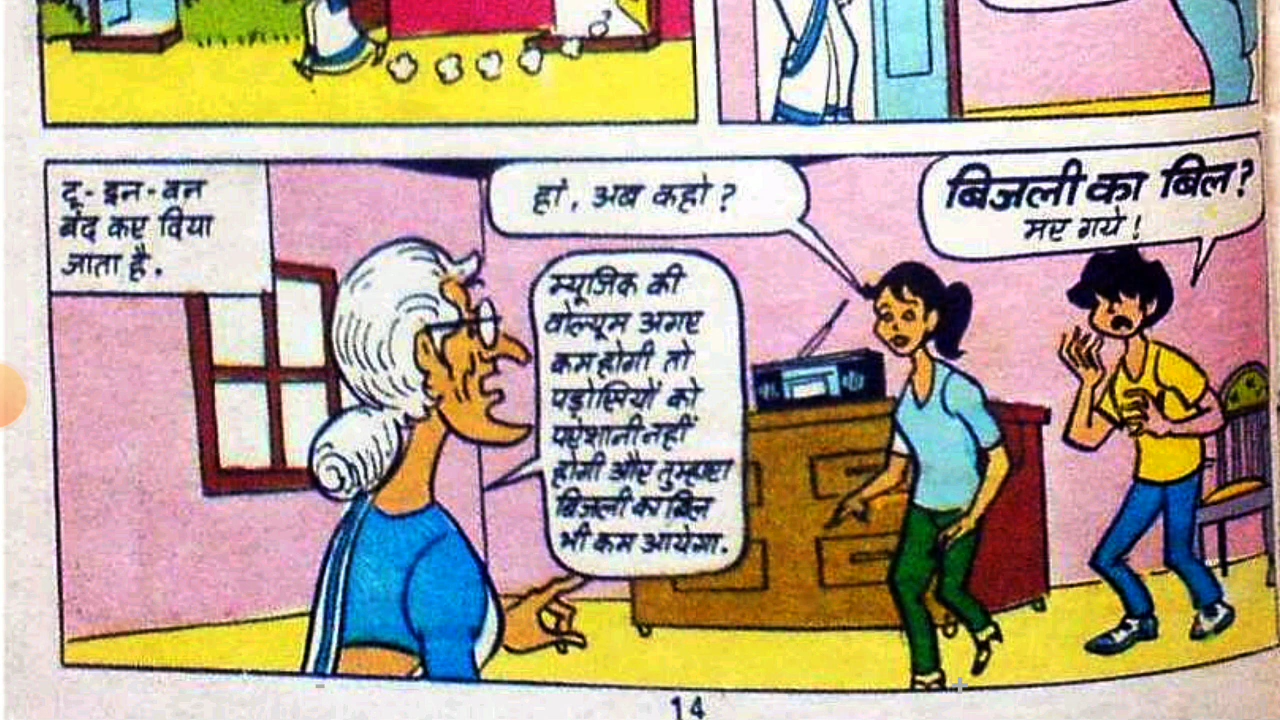 टू-इन-वन
बंद कर दिया
जाता है.
हां, अब कहो?
म्यूजिक की
वोल्यूम अगर
कम होगी तो
पड़ोसियों को
परेशानी नहीं
होगी और तुम्हारा
बिजली का बिल
भी कम आयेगा.
बिजली का बिल?
मर गये!
14